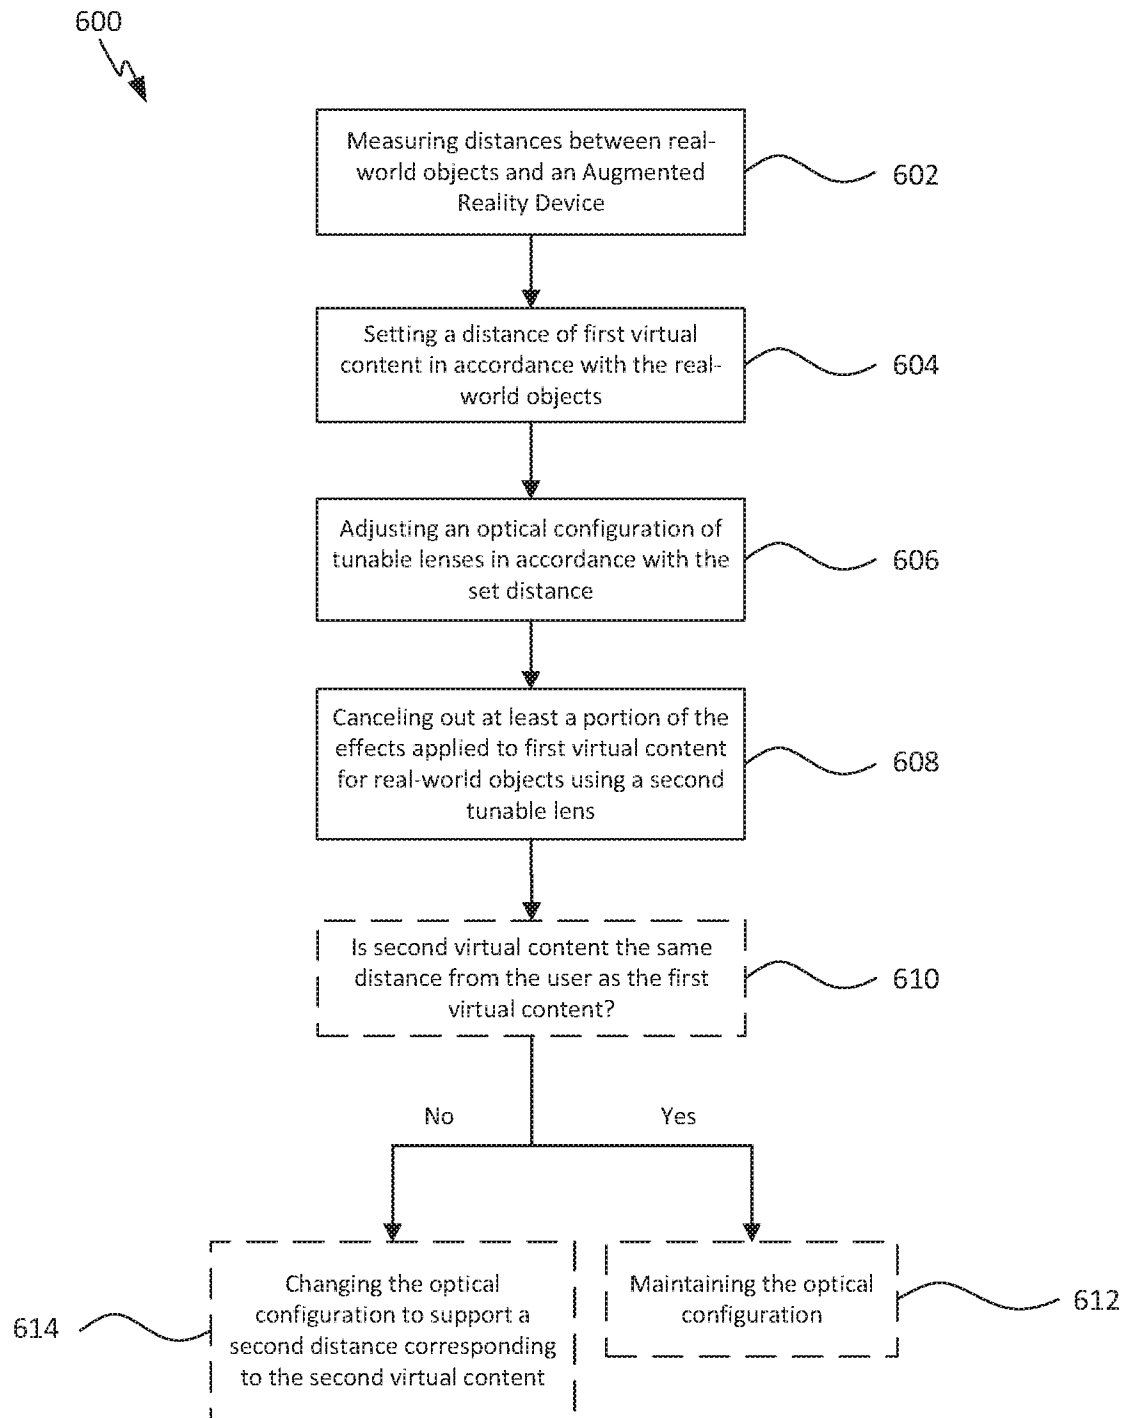 600
Measuring distances between real-
world objects and an Augmented
Reality Device
602
Setting a distance of first virtual
content in accordance with the real-
world objects
604
Adjusting an optical configuration of
tunable lenses in accordance with the
set distance
606
Canceling out at least a portion of the
effects applied to first virtual content
for real-world objects using a second
tunable lens
608
Is second virtual content the same
distance from the user as the first
virtual content?
610
No
Yes
Changing the optical
configuration to support a
second distance corresponding
to the second virtual content
614
Maintaining the optical
configuration
612